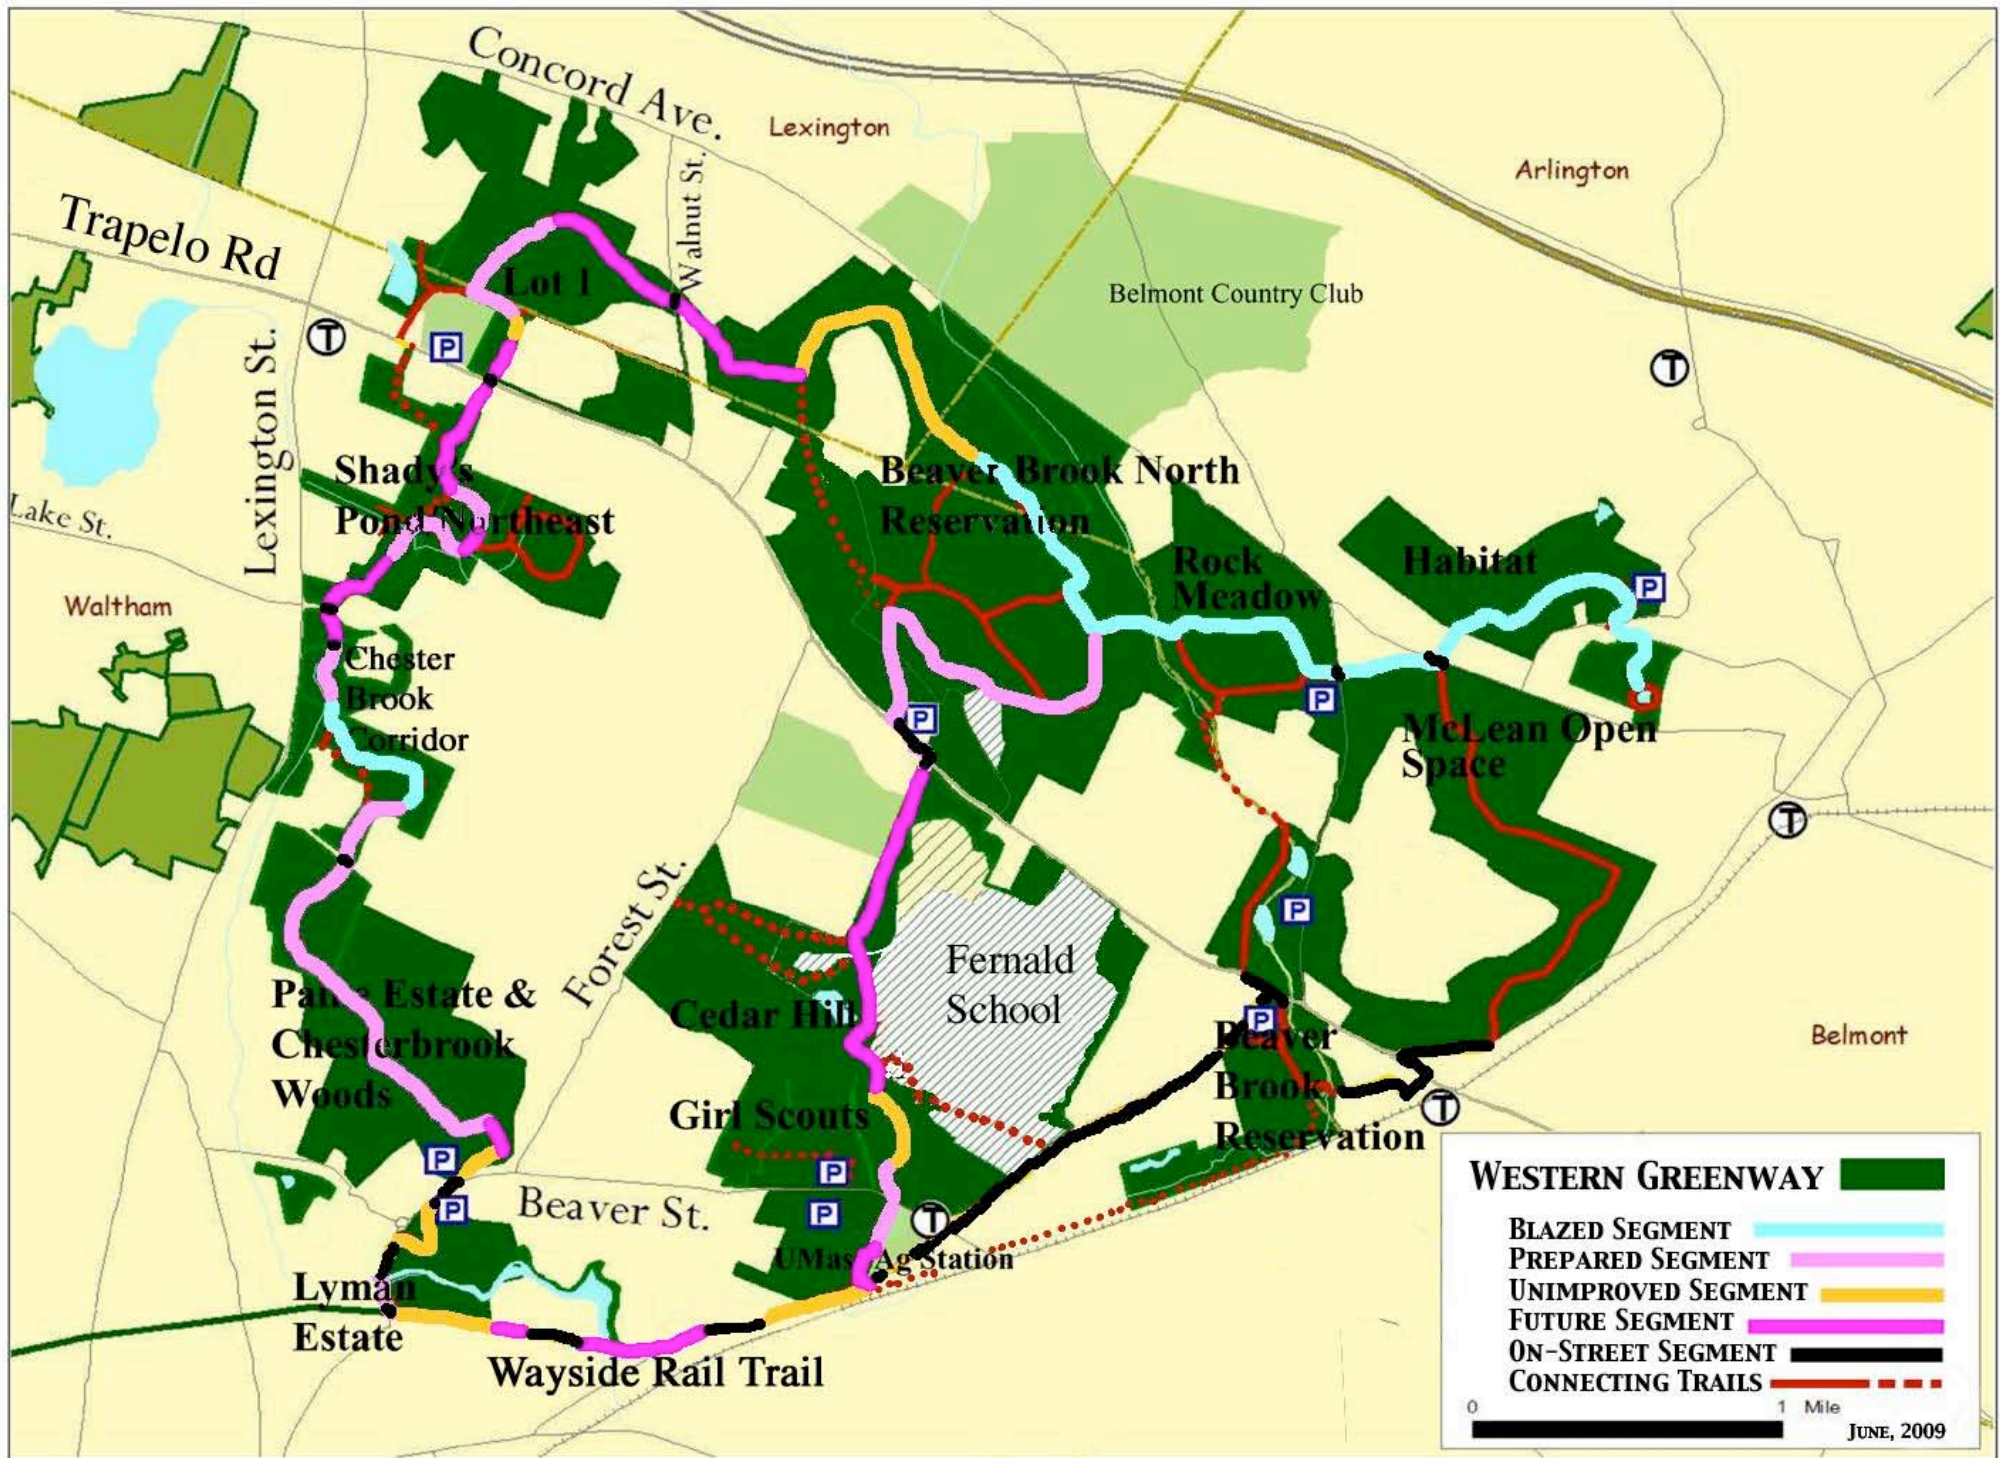 Concord Ave.
Lexington
Arlington
Trapelo Rd
Walnut St.
Lot 1
Belmont Country Club
T
P
T
Lexington St.
Shady's
Pond Northeast
Beaver Brook North
Reservation
Lake St.
Rock
Meadow
Habitat
P
Waltham
Chester
Brook
Corridor
P
P
McLean Open
Space
T
Forest St.
P
Fernald
School
Paine Estate &
Chesterbrook
Woods
Cedar Hill
P
Beaver
Brook
Reservation
Belmont
Girl Scouts
T
P
P
P
P
Beaver St.
T
UMass Ag Station
Lyman
Estate
Wayside Rail Trail
WESTERN GREENWAY
BLAZED SEGMENT
PREPARED SEGMENT
UNIMPROVED SEGMENT
FUTURE SEGMENT
ON-STREET SEGMENT
CONNECTING TRAILS
0 1 Mile
JUNE, 2009